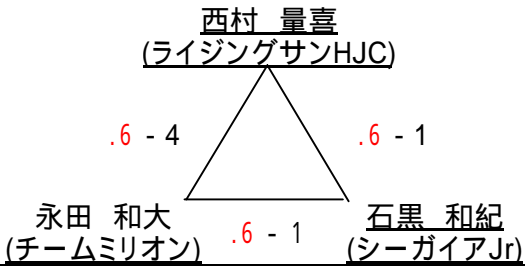 西村 量喜
(ライジングサンHJC)
.6 - 4
.6 - 1
永田 和大
(チームミリオン)
.6 - 1
石黒 和紀
(シーガイアJr)